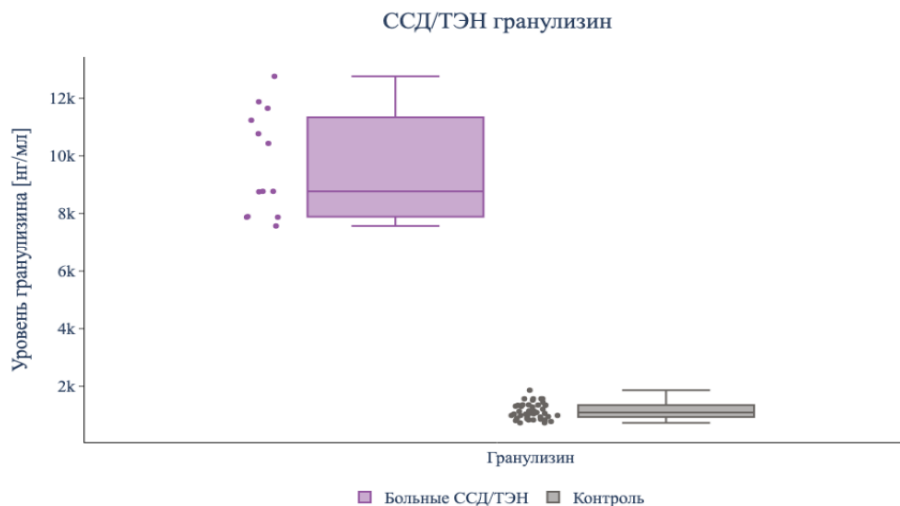 ССД/ТЭН гранулизин
Уровень гранулизина [нг/мл]
12k
10k
8k
6k
4k
2k
Гранулизин
Больные ССД/ТЭН
Контроль